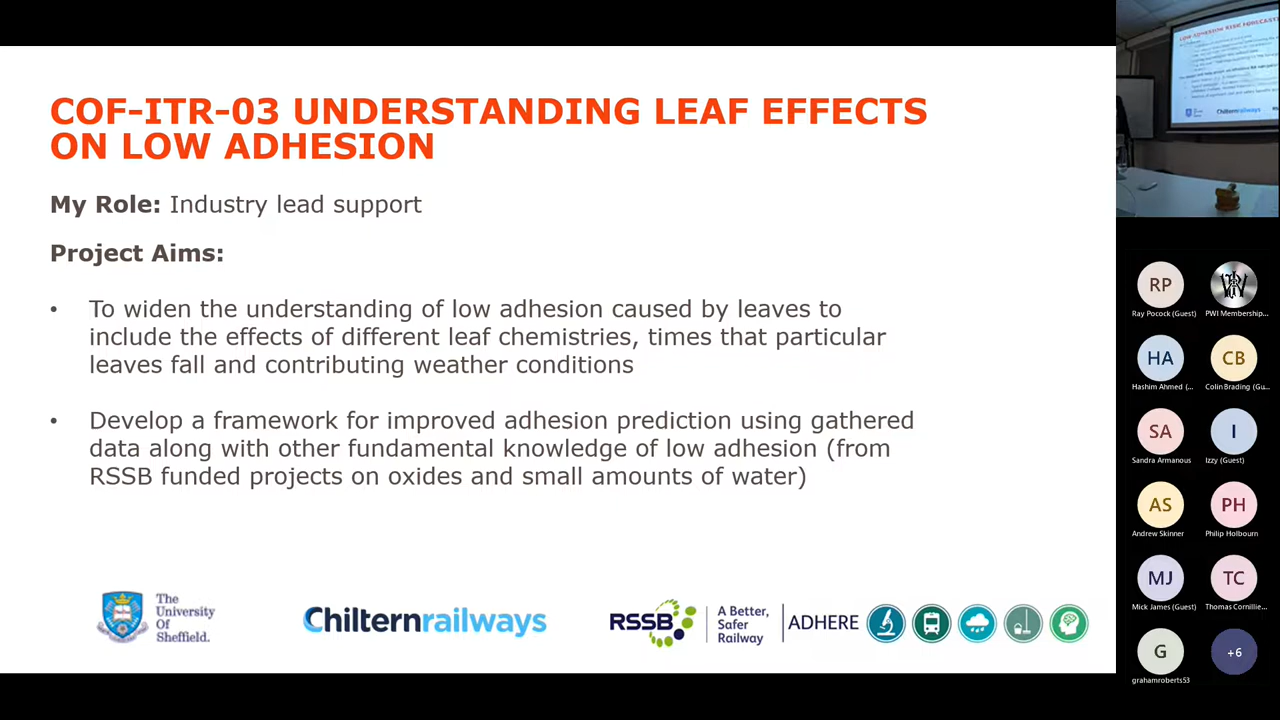 COF-ITR-03 UNDERSTANDING LEAF EFFECTS
ON LOW ADHESION
My Role: Industry lead support
Project Aims:
• To widen the understanding of low adhesion caused by leaves to
include the effects of different leaf chemistries, times that particular
leaves fall and contributing weather conditions
• Develop a framework for improved adhesion prediction using gathered
data along with other fundamental knowledge of low adhesion (from
RSSB funded projects on oxides and small amounts of water)
The
University
Of
Sheffield.
Chilternrailways
RSSB
A Better,
Safer
Railway
ADHERE
LOW ADHESION RISK FORECAST
Chilternrailways
RP
Ray Pocock (Guest)
PWI Membership...
HA
Hashim Ahmed (...
CB
Colin Brading (Gu...
SA
Sandra Armanous
I
Izzy (Guest)
AS
Andrew Skinner
PH
Philip Holbourn
MJ
Mick James (Guest)
TC
Thomas Cornillie...
G
grahamroberts53
+6